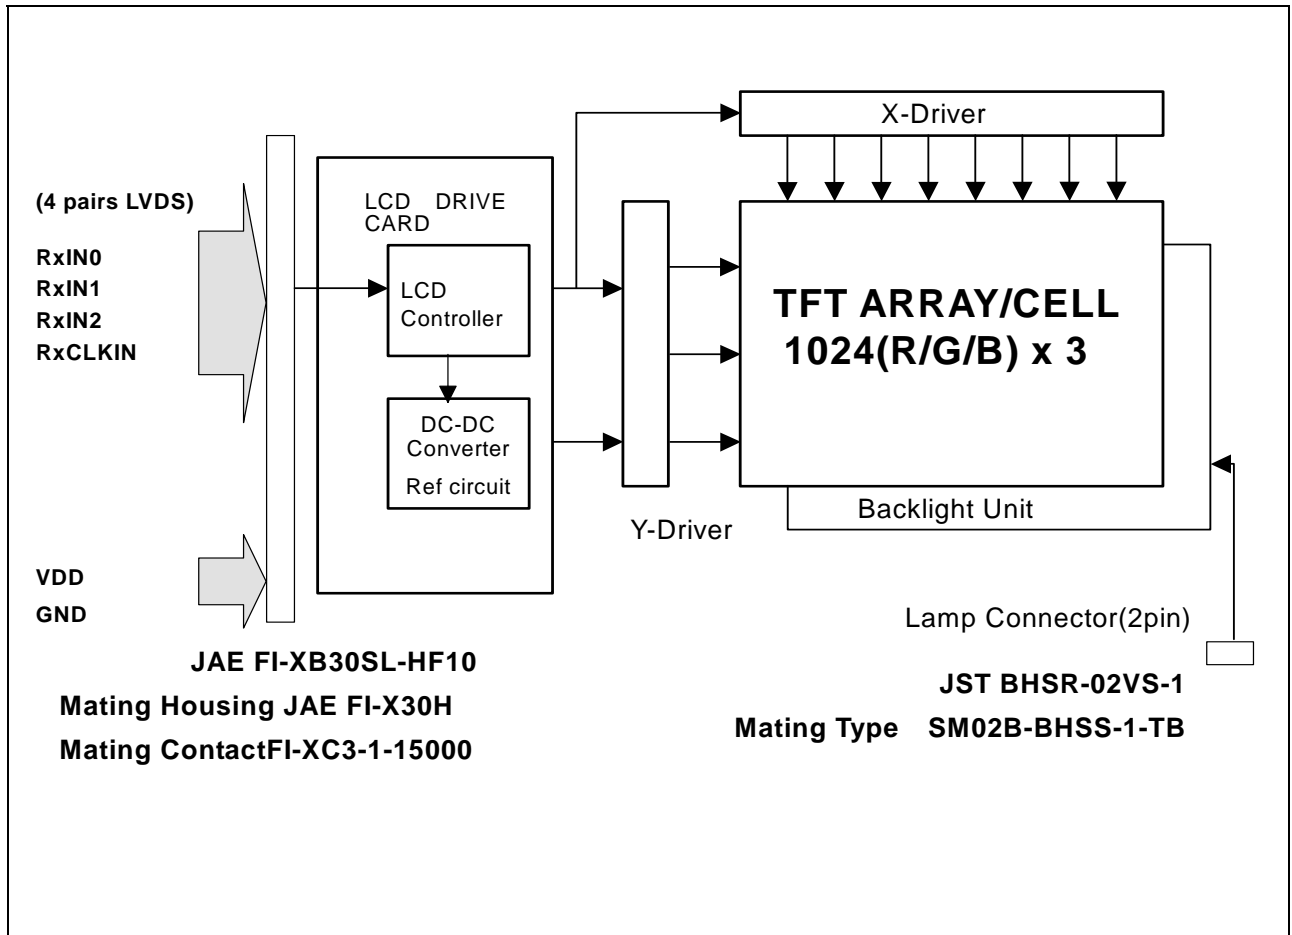 X-Driver
(4 pairs LVDS)
RxIN0
RxIN1
RxIN2
RxCLKIN
LCD DRIVE
CARD
LCD
Controller
DC-DC
Converter
Ref circuit
TFT ARRAY/CELL
1024(R/G/B) x 3
Backlight Unit
Y-Driver
VDD
GND
Lamp Connector(2pin)
JAE FI-XB30SL-HF10
Mating Housing JAE FI-X30H
Mating ContactFI-XC3-1-15000
JST BHSR-02VS-1
Mating Type SM02B-BHSS-1-TB